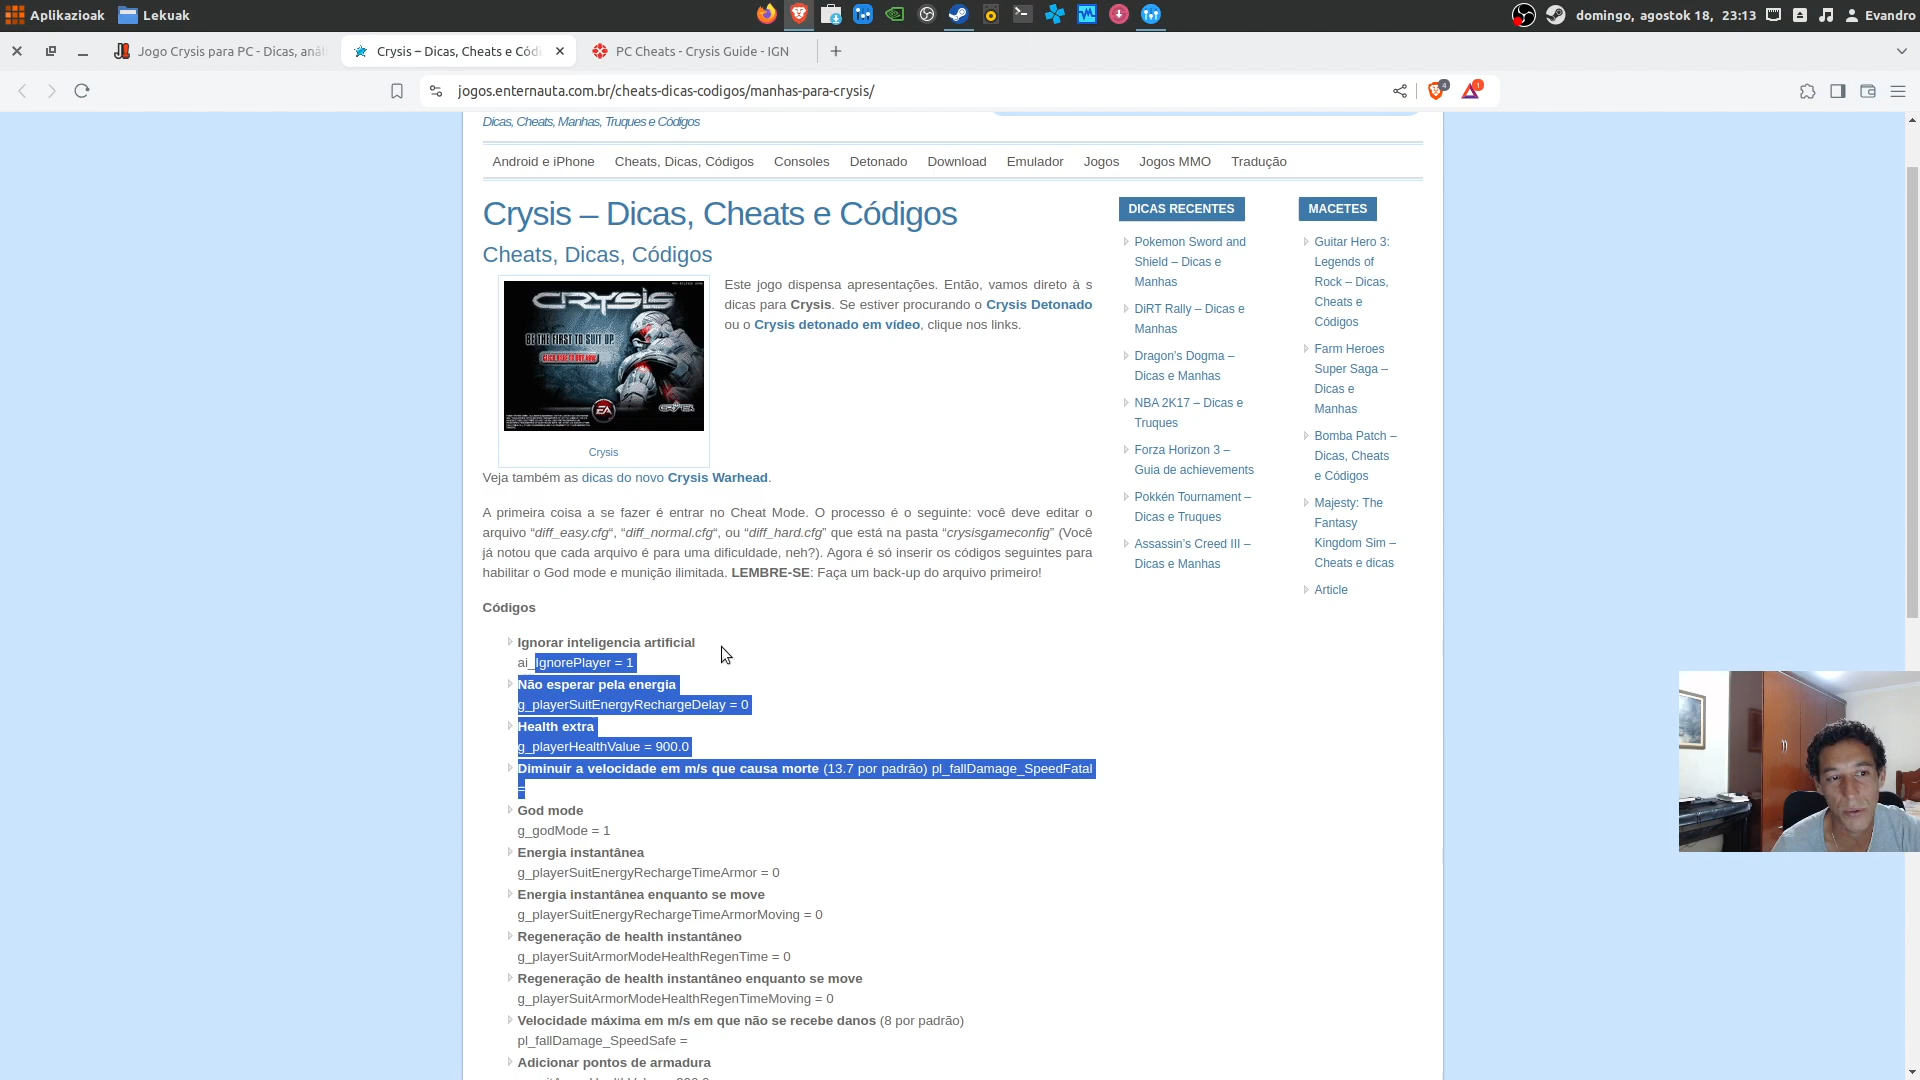 Aplikazioak
Lekuak
domingo, agostok 18, 23:13
Evandro
Jogo Crysis para PC - Dicas, aná
Crysis – Dicas, Cheats e Códi
PC Cheats - Crysis Guide - IGN
jogos.enternauta.com.br/cheats-dicas-codigos/manhas-para-crysis/
4
1
Dicas, Cheats, Manhas, Truques e Códigos
Android e iPhone
Cheats, Dicas, Códigos
Consoles
Detonado
Download
Emulador
Jogos
Jogos MMO
Tradução
Crysis – Dicas, Cheats e Códigos
Cheats, Dicas, Códigos
CRYSIS
BE THE FIRST TO SUIT UP.
EA
CRYTEK
Crysis
Este jogo dispensa apresentações. Então, vamos direto à s
dicas para Crysis. Se estiver procurando o Crysis Detonado
ou o Crysis detonado em vídeo, clique nos links.
Veja também as dicas do novo Crysis Warhead.
A primeira coisa a se fazer é entrar no Cheat Mode. O processo é o seguinte: você deve editar o
arquivo “diff_easy.cfg“, “diff_normal.cfg“, ou “diff_hard.cfg” que está na pasta “crysisgameconfig” (Você
já notou que cada arquivo é para uma dificuldade, neh?). Agora é só inserir os códigos seguintes para
habilitar o God mode e munição ilimitada. LEMBRE-SE: Faça um back-up do arquivo primeiro!
Códigos
Ignorar inteligencia artificial
ai_IgnorePlayer = 1
Não esperar pela energia
g_playerSuitEnergyRechargeDelay = 0
Health extra
g_playerHealthValue = 900.0
Diminuir a velocidade em m/s que causa morte (13.7 por padrão) pl_fallDamage_SpeedFatal
=
God mode
g_godMode = 1
Energia instantânea
g_playerSuitEnergyRechargeTimeArmor = 0
Energia instantânea enquanto se move
g_playerSuitEnergyRechargeTimeArmorMoving = 0
Regeneração de health instantâneo
g_playerSuitArmorModeHealthRegenTime = 0
Regeneração de health instantâneo enquanto se move
g_playerSuitArmorModeHealthRegenTimeMoving = 0
Velocidade máxima em m/s em que não se recebe danos (8 por padrão)
pl_fallDamage_SpeedSafe =
Adicionar pontos de armadura
DICAS RECENTES
Pokemon Sword and
Shield – Dicas e
Manhas
DiRT Rally – Dicas e
Manhas
Dragon’s Dogma –
Dicas e Manhas
NBA 2K17 – Dicas e
Truques
Forza Horizon 3 –
Guia de achievements
Pokkén Tournament –
Dicas e Truques
Assassin’s Creed III –
Dicas e Manhas
MACETES
Guitar Hero 3:
Legends of
Rock – Dicas,
Cheats e
Códigos
Farm Heroes
Super Saga –
Dicas e
Manhas
Bomba Patch –
Dicas, Cheats
e Códigos
Majesty: The
Fantasy
Kingdom Sim –
Cheats e dicas
Article